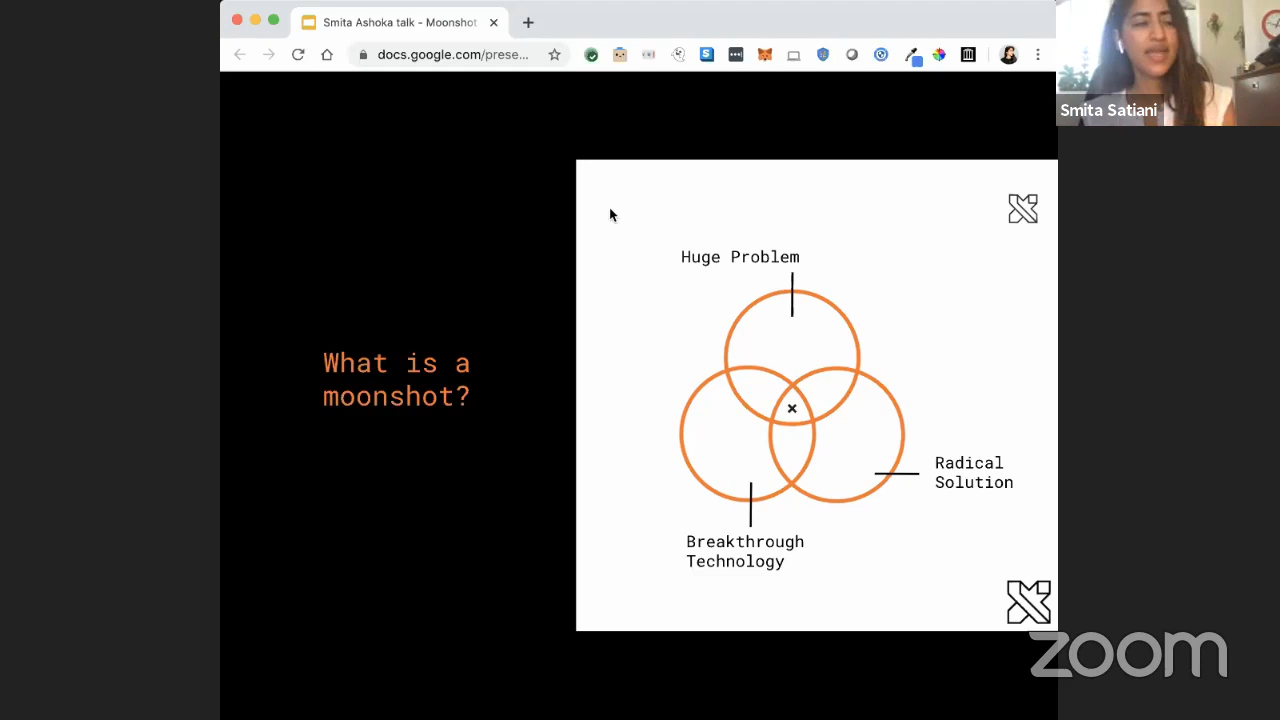 Smita Ashoka talk - Moonshot
docs.google.com/prese...
Smita Satiani
Huge Problem
What is a
moonshot?
Radical
Solution
Breakthrough
Technology
zoom